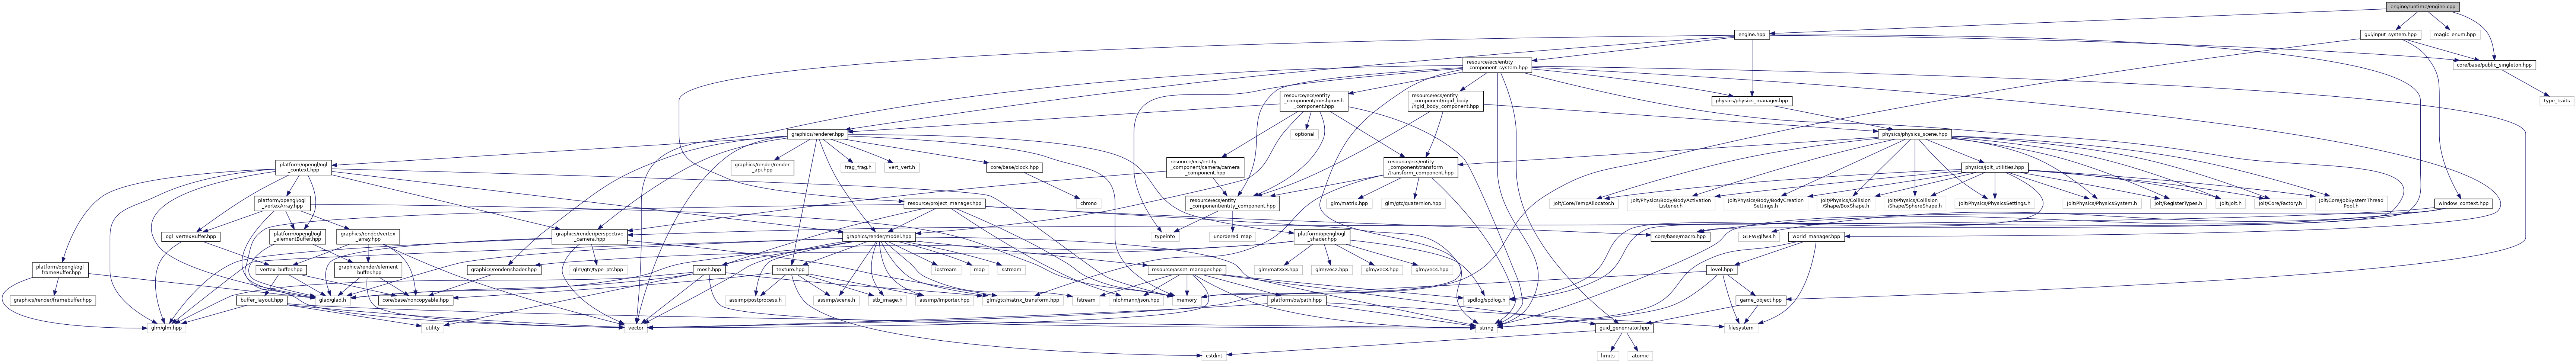 engine/runtime/engine.cpp
engine.hpp
gui/input_system.hpp
magic_enum.hpp
resource/ecs/entity
_component_system.hpp
core/base/public_singleton.hpp
resource/ecs/entity
_component/mesh/mesh
_component.hpp
resource/ecs/entity
_component/rigid_body
/rigid_body_component.hpp
physics/physics_manager.hpp
type_traits
graphics/renderer.hpp
optional
physics/physics_scene.hpp
platform/opengl/ogl
_context.hpp
graphics/render/render
_api.hpp
frag_frag.h
vert_vert.h
core/base/clock.hpp
resource/ecs/entity
_component/camera/camera
_component.hpp
resource/ecs/entity
_component/transform
/transform_component.hpp
physics/jolt_utilities.hpp
platform/opengl/ogl
_vertexArray.hpp
resource/project_manager.hpp
chrono
resource/ecs/entity
_component/entity_component.hpp
glm/matrix.hpp
glm/gtc/quaternion.hpp
Jolt/Core/TempAllocator.h
Jolt/Physics/Body/BodyActivation
Listener.h
Jolt/Physics/Body/BodyCreation
Settings.h
Jolt/Physics/Collision
/Shape/BoxShape.h
Jolt/Physics/Collision
/Shape/SphereShape.h
Jolt/Physics/PhysicsSettings.h
Jolt/Physics/PhysicsSystem.h
Jolt/RegisterTypes.h
Jolt/Jolt.h
Jolt/Core/Factory.h
Jolt/Core/JobSystemThread
Pool.h
window_context.hpp
ogl_vertexBuffer.hpp
platform/opengl/ogl
_elementBuffer.hpp
graphics/render/vertex
_array.hpp
graphics/render/perspective
_camera.hpp
graphics/render/model.hpp
typeinfo
unordered_map
platform/opengl/ogl
_shader.hpp
core/base/macro.hpp
GLFW/glfw3.h
world_manager.hpp
platform/opengl/ogl
_frameBuffer.hpp
vertex_buffer.hpp
graphics/render/element
_buffer.hpp
graphics/render/shader.hpp
glm/gtc/type_ptr.hpp
mesh.hpp
texture.hpp
iostream
map
sstream
resource/asset_manager.hpp
glm/mat3x3.hpp
glm/vec2.hpp
glm/vec3.hpp
glm/vec4.hpp
level.hpp
graphics/render/framebuffer.hpp
buffer_layout.hpp
glad/glad.h
core/base/noncopyable.hpp
assimp/postprocess.h
assimp/scene.h
stb_image.h
assimp/Importer.hpp
glm/gtc/matrix_transform.hpp
fstream
nlohmann/json.hpp
memory
platform/os/path.hpp
spdlog/spdlog.h
game_object.hpp
glm/glm.hpp
utility
vector
string
guid_genenrator.hpp
filesystem
cstdint
limits
atomic